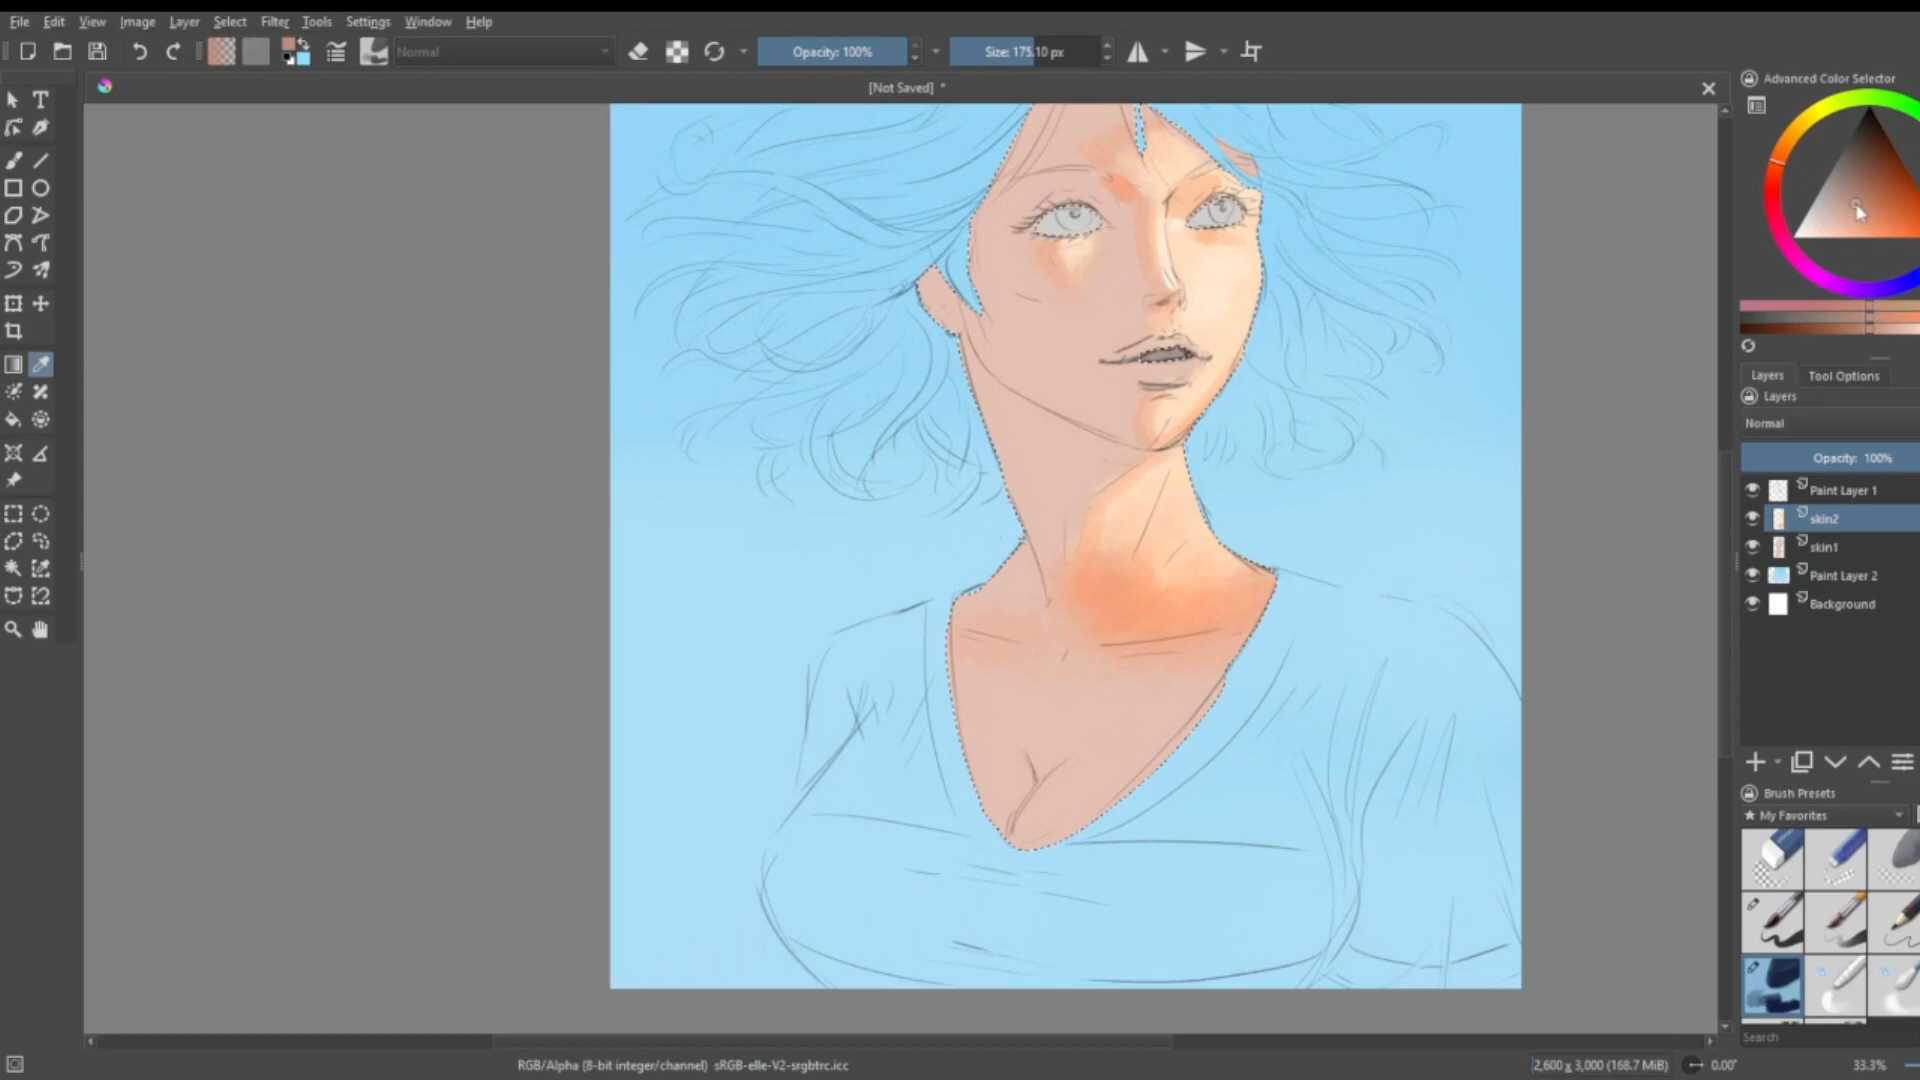 File Edit View Image Layer Select Filter Tools Settings Window Help
Normal Opacity: 100% Size: 175.10 px
[Not Saved] *
Advanced Color Selector
Layers Tool Options
Layers
Normal
Opacity: 100%
Paint Layer 1
skin2
skin1
Paint Layer 2
Background
Brush Presets
★ My Favorites
Search
RGB/Alpha (8-bit integer/channel) sRGB-elle-V2-srgbtrc.icc 2,600 x 3,000 (168.7 MiB) 0.00° 33.3%